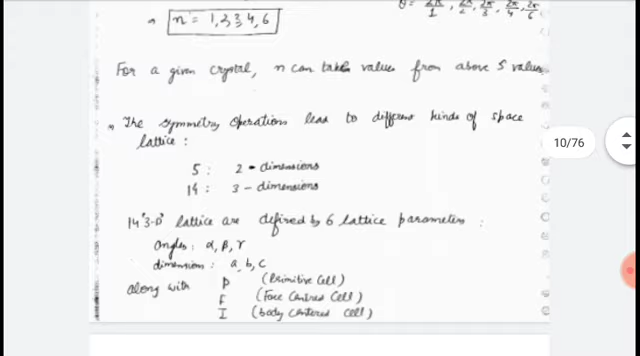 θ = 2π/1, 2π/2, 2π/3, 2π/4, 2π/6
⇒ n = 1,2,3,4,6
For a given crystal, n can take values from above 5 values
* The symmetry operations lead to different kinds of space
lattice :
5 : 2 - dimensions
14 : 3 - dimensions
14 '3-D' lattice are defined by 6 lattice parameters :
angles : α, β, γ
dimensions : a, b, c
along with P (Primitive Cell)
F (Face Centred Cell)
I (body Centered Cell)
10/76